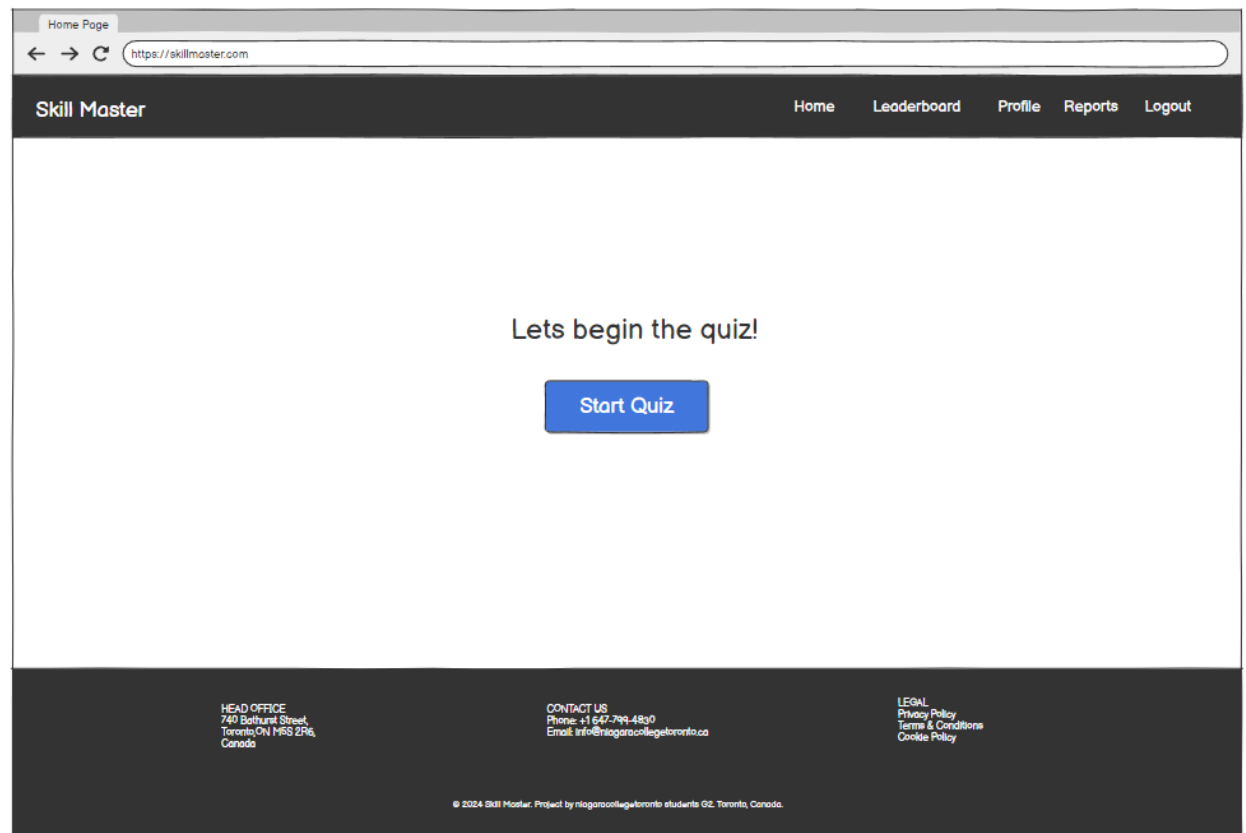 Home Page
https://skillmaster.com
Skill Master
Home Leaderboard Profile Reports Logout
Lets begin the quiz!
Start Quiz
HEAD OFFICE
740 Bathurst Street,
Toronto,ON M5S 2R6,
Canada
CONTACT US
Phone: +1 647-799-4830
Email: info@niagaracollegetoronto.ca
LEGAL
Privacy Policy
Terms & Conditions
Cookie Policy
© 2024 Skill Master. Project by niagaracollegetoronto students G2. Toronto, Canada.